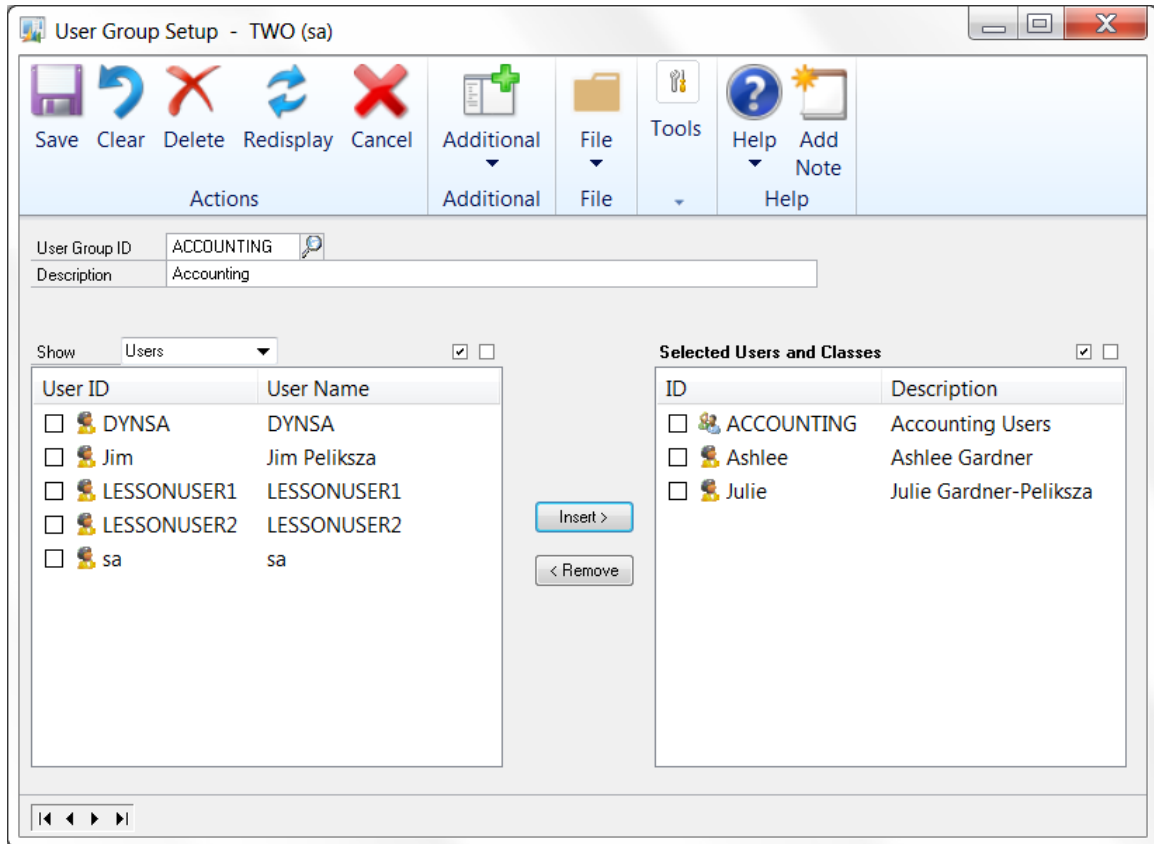 User Group Setup - TWO (sa)
Save Clear Delete Redisplay Cancel Additional File Tools Help Add Note
Actions Additional File Help
User Group ID ACCOUNTING
Description Accounting
Show Users
Selected Users and Classes
User ID User Name
DYNSA DYNSA
Jim Jim Peliksza
LESSONUSER1 LESSONUSER1
LESSONUSER2 LESSONUSER2
sa sa
Insert >
< Remove
ID Description
ACCOUNTING Accounting Users
Ashlee Ashlee Gardner
Julie Julie Gardner-Peliksza